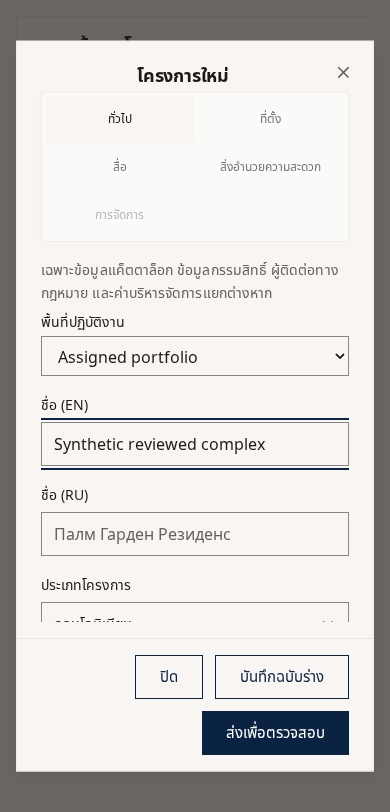 โครงการใหม่
ทั่วไป
ที่ตั้ง
สื่อ
สิ่งอำนวยความสะดวก
การจัดการ
เฉพาะข้อมูลแค็ตตาล็อก ข้อมูลกรรมสิทธิ์ ผู้ติดต่อทาง
กฎหมาย และค่าบริหารจัดการแยกต่างหาก
พื้นที่ปฏิบัติงาน
Assigned portfolio
ชื่อ (EN)
Synthetic reviewed complex
ชื่อ (RU)
Палм Гарден Резиденс
ประเภทโครงการ
ปิด
บันทึกฉบับร่าง
ส่งเพื่อตรวจสอบ